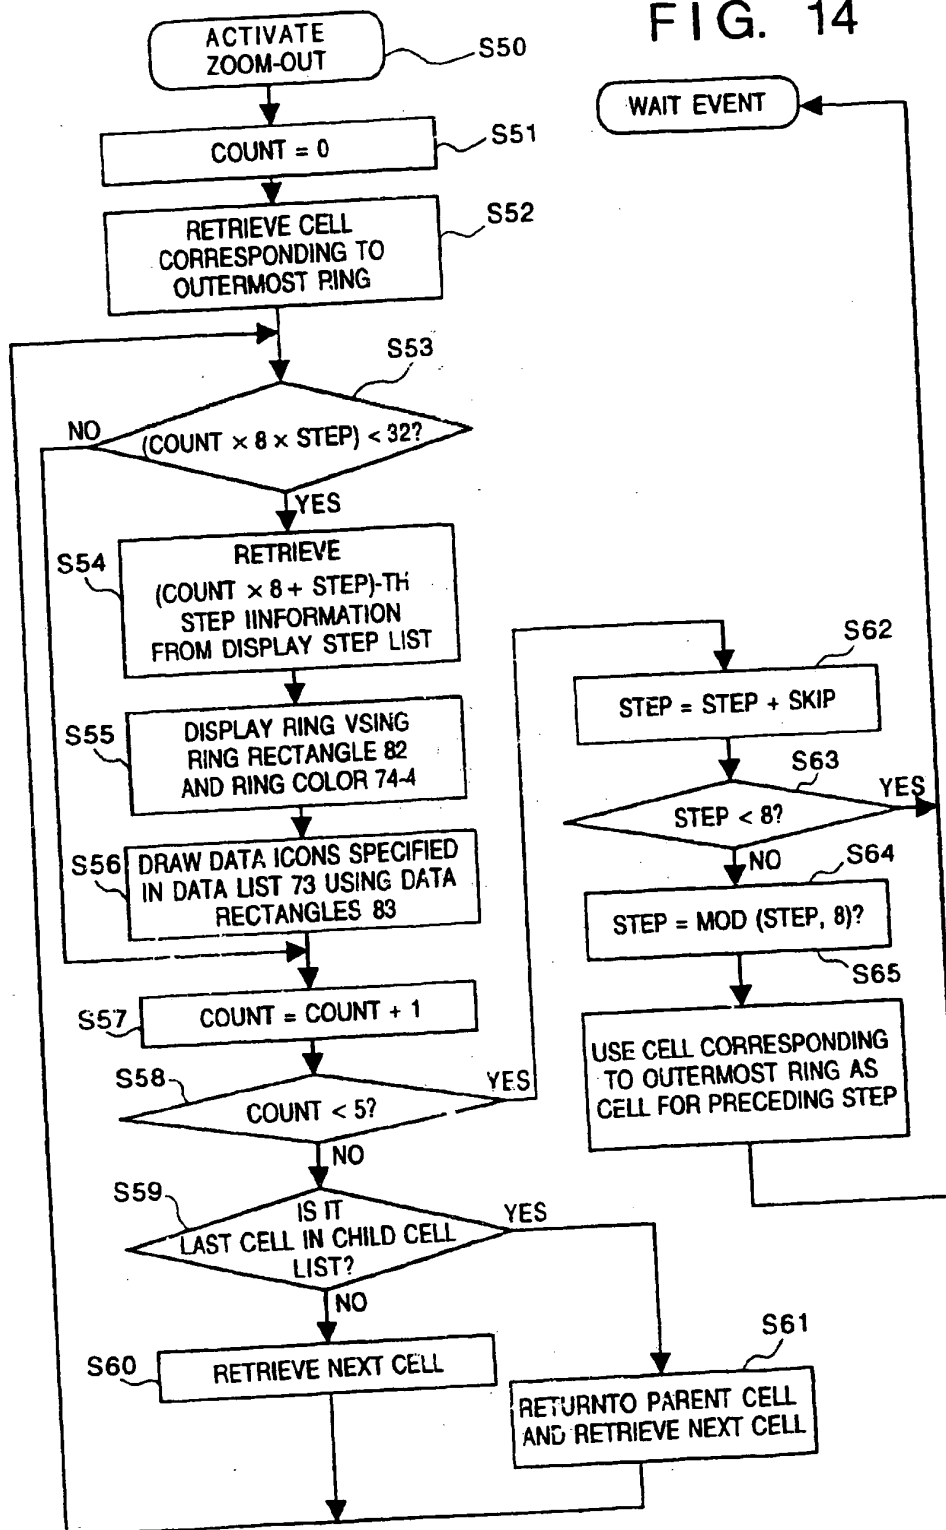 FIG. 14
ACTIVATE
ZOOM-OUT
S50
COUNT = 0
S51
RETRIEVE CELL
CORRESPONDING TO
OUTERMOST RING
S52
S53
(COUNT × 8 × STEP) < 32?
NO
YES
S54
RETRIEVE
(COUNT × 8 + STEP)-TH
STEP IINFORMATION
FROM DISPLAY STEP LIST
S55
DISPLAY RING VSING
RING RECTANGLE 82
AND RING COLOR 74-4
S56
DRAW DATA ICONS SPECIFIED
IN DATA LIST 73 USING DATA
RECTANGLES 83
S57
COUNT = COUNT + 1
S58
COUNT < 5?
YES
NO
S59
IS IT
LAST CELL IN CHILD CELL
LIST?
YES
NO
S60
RETRIEVE NEXT CELL
S61
RETURNTO PARENT CELL
AND RETRIEVE NEXT CELL
WAIT EVENT
S62
STEP = STEP + SKIP
S63
STEP < 8?
YES
NO
S64
STEP = MOD (STEP, 8)?
S65
USE CELL CORRESPONDING
TO OUTERMOST RING AS
CELL FOR PRECEDING STEP